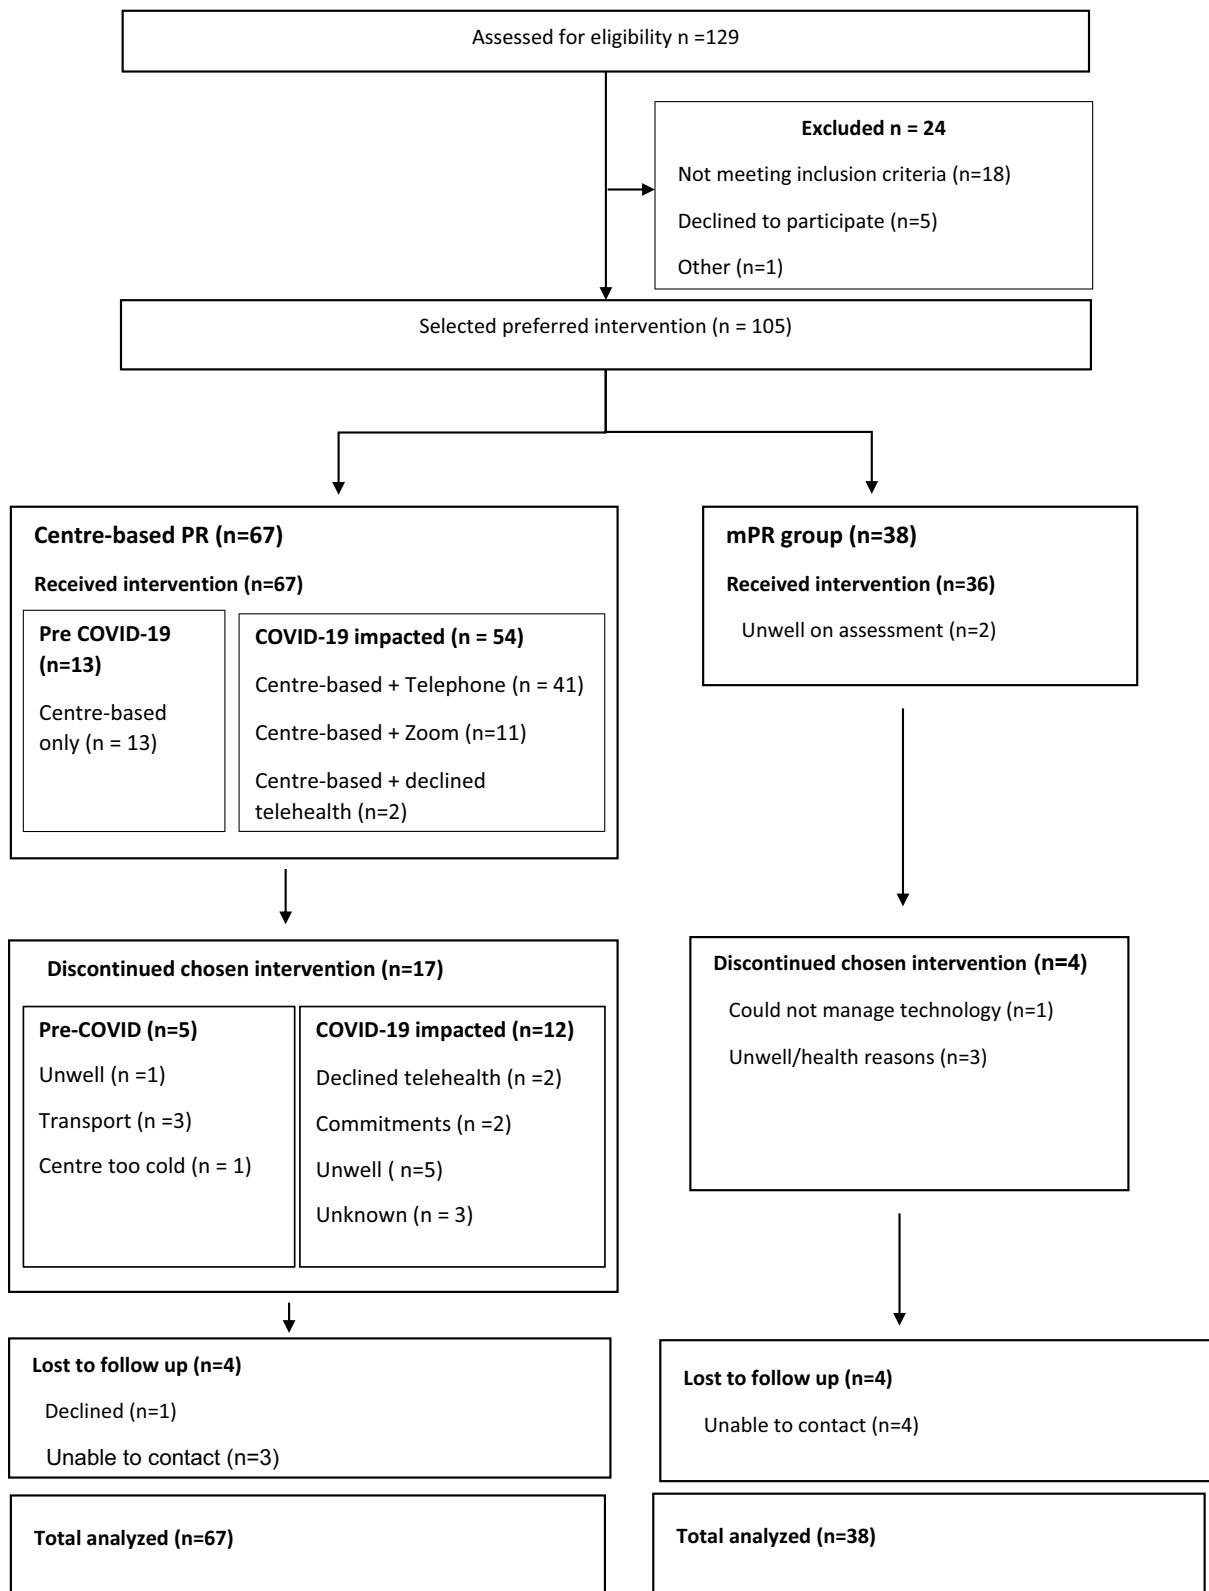 Assessed for eligibility n =129
Excluded n = 24
Not meeting inclusion criteria (n=18)
Declined to participate (n=5)
Other (n=1)
Selected preferred intervention (n = 105)
Centre-based PR (n=67)
Received intervention (n=67)
Pre COVID-19
(n=13)
Centre-based
only (n = 13)
COVID-19 impacted (n = 54)
Centre-based + Telephone (n = 41)
Centre-based + Zoom (n=11)
Centre-based + declined
telehealth (n=2)
mPR group (n=38)
Received intervention (n=36)
Unwell on assessment (n=2)
Discontinued chosen intervention (n=17)
Pre-COVID (n=5)
Unwell (n =1)
Transport (n =3)
Centre too cold (n = 1)
COVID-19 impacted (n=12)
Declined telehealth (n =2)
Commitments (n =2)
Unwell ( n=5)
Unknown (n = 3)
Discontinued chosen intervention (n=4)
Could not manage technology (n=1)
Unwell/health reasons (n=3)
Lost to follow up (n=4)
Declined (n=1)
Unable to contact (n=3)
Lost to follow up (n=4)
Unable to contact (n=4)
Total analyzed (n=67)
Total analyzed (n=38)